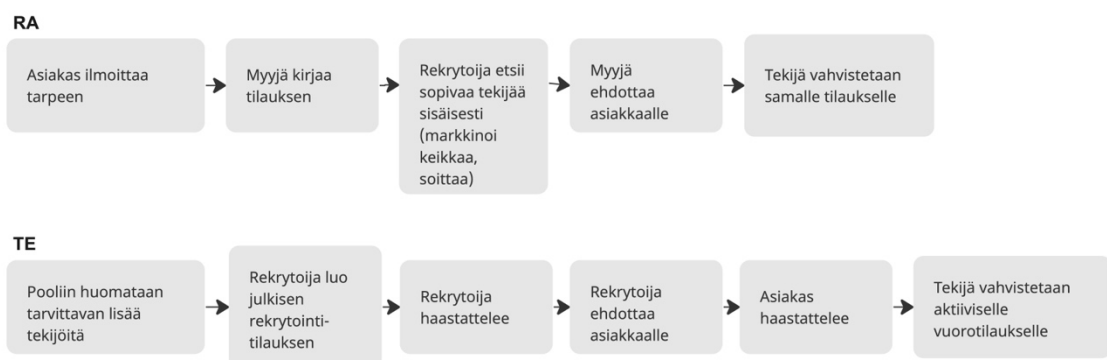 RA
Asiakas ilmoittaa
tarpeen
Myyjä kirjaa
tilauksen
Rekrytoija etsii
sopivaa tekijää
sisäisesti
(markkinoi
keikkaa,
soittaa)
Myyjä
ehdottaa
asiakkaalle
Tekijä vahvistetaan
samalle tilaukselle
TE
Pooliin huomataan
tarvittavan lisää
tekijöitä
Rekrytoija luo
julkisen
rekrytointi-
tilauksen
Rekrytoija
haastattelee
Rekrytoija
ehdottaa
asiakkaalle
Asiakas
haastattelee
Tekijä vahvistetaan
aktiiviselle
vuorotilaukselle